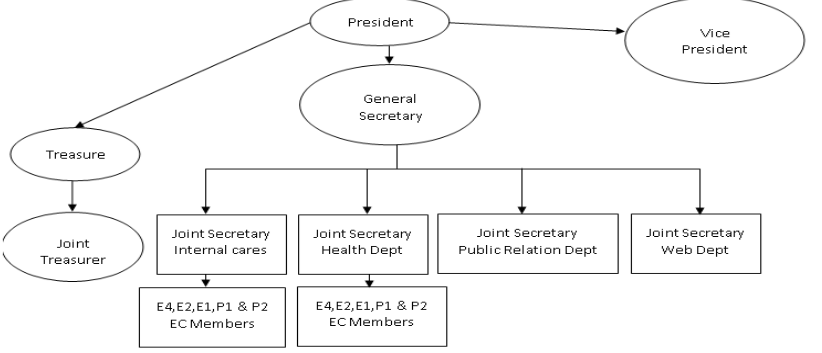 President
Vice
President
General
Secretary
Treasure
Joint
Treasurer
Joint Secretary
Internal cares
Joint Secretary
Health Dept
Joint Secretary
Public Relation Dept
Joint Secretary
Web Dept
E4,E2,E1,P1 & P2
EC Members
E4,E2,E1,P1 & P2
EC Members